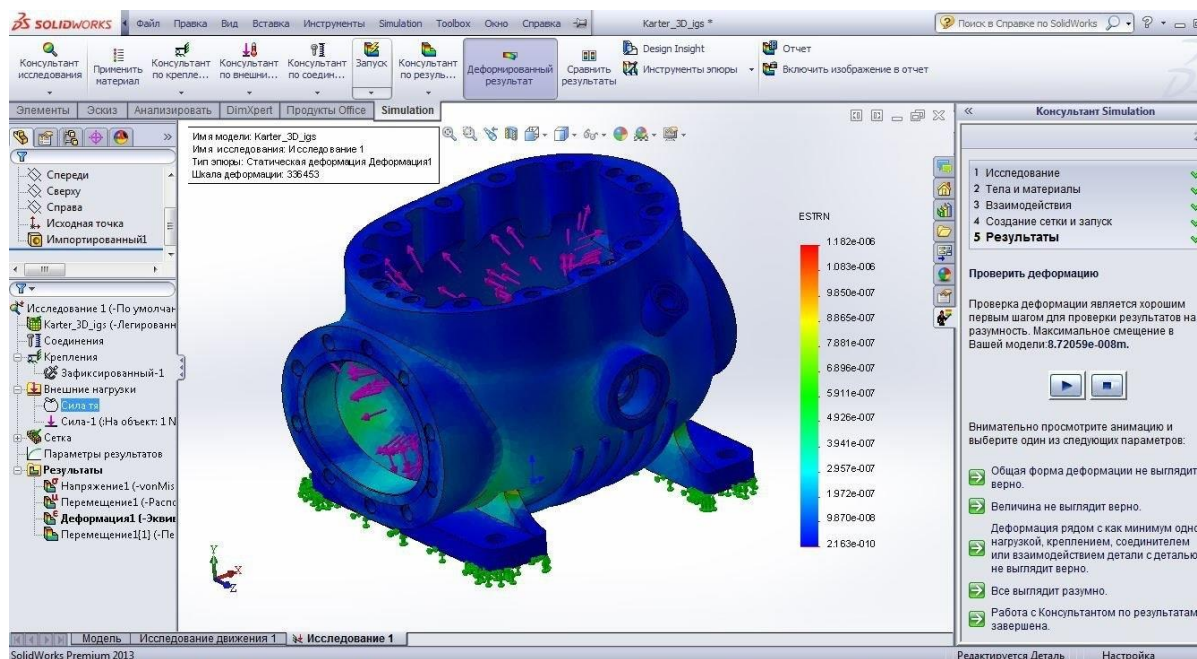 SOLIDWORKS
Файл Правка Вид Вставка Инструменты Simulation Toolbox Окно Справка
Karter_3D_igs *
Поиск в Справке по SolidWorks
Консультант исследования
Применить материал
Консультант по крепле...
Консультант по внешни...
Консультант по соедин...
Запуск
Консультант по резуль...
Деформированный результат
Сравнить результаты
Design Insight
Инструменты эпюры
Отчет
Включить изображение в отчет
Элементы Эскиз Анализировать DimXpert Продукты Office Simulation
Спереди
Сверху
Справа
Исходная точка
Импортированный1
Исследование 1 (-По умолчан
Karter_3D_igs (-Легированн
Соединения
Крепления
Зафиксированный-1
Внешние нагрузки
Сила тя
Сила-1 (:На объект: 1 N
Сетка
Параметры результатов
Результаты
Напряжение1 (-vonMis
Перемещение1 (-Распо
Деформация1 (-Эквив
Перемещение1[1] (-Пе
Имя модели: Karter_3D_igs
Имя исследования: Исследование 1
Тип эпюры: Статическая деформация Деформация1
Шкала деформации: 336453
Y
X
Z
ESTRN
1.182e-006
1.083e-006
9.850e-007
8.865e-007
7.881e-007
6.896e-007
5.911e-007
4.926e-007
3.941e-007
2.957e-007
1.972e-007
9.870e-008
2.163e-010
Консультант Simulation
1 Исследование
2 Тела и материалы
3 Взаимодействия
4 Создание сетки и запуск
5 Результаты
Проверить деформацию
Проверка деформации является хорошим
первым шагом для проверки результатов на
разумность. Максимальное смещение в
Вашей модели:8.72059e-008m.
Внимательно просмотрите анимацию и
выберите один из следующих параметров:
Общая форма деформации не выглядит
верно.
Величина не выглядит верно.
Деформация рядом с как минимум одно
нагрузкой, креплением, соединителем
или взаимодействием детали с деталью
не выглядит верно.
Все выглядит разумно.
Работа с Консультантом по результатам
завершена.
Модель Исследование движения 1 Исследование 1
SolidWorks Premium 2013
Редактируется Деталь Настройка